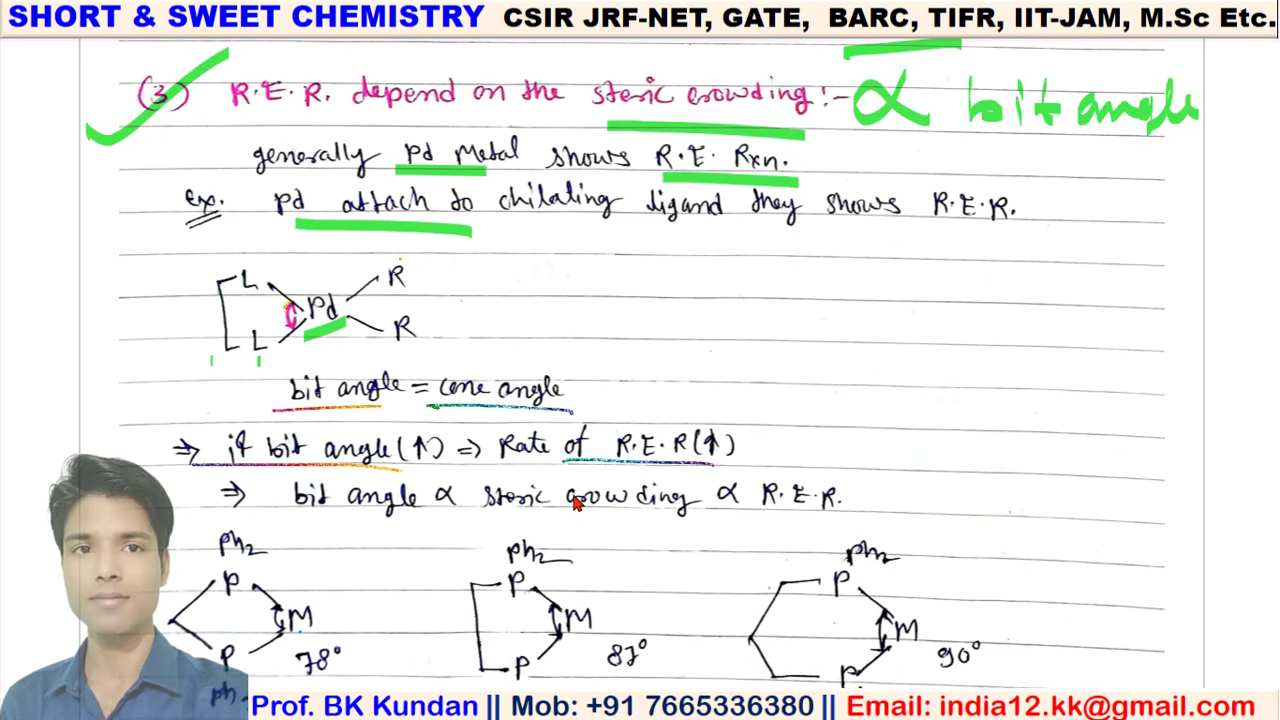 SHORT & SWEET CHEMISTRY CSIR JRF-NET, GATE, BARC, TIFR, IIT-JAM, M.Sc Etc.
(3) R.E.R. depend on the steric crowding :- α bit angle
generally Pd Metal shows R.E. Rxn.
Exp. Pd attach to chilating ligand they shows R.E.R.
L Pd R
L R
bit angle = cone angle
⇒ if bit angle (↑) ⇒ Rate of R.E.R (↑)
⇒ bit angle α steric crowding α R.E.R.
Ph2 Ph2 Ph2
P P P
M M M
P 78° P 87° P 90°
Ph
Prof. BK Kundan || Mob: +91 7665336380 || Email: india12.kk@gmail.com